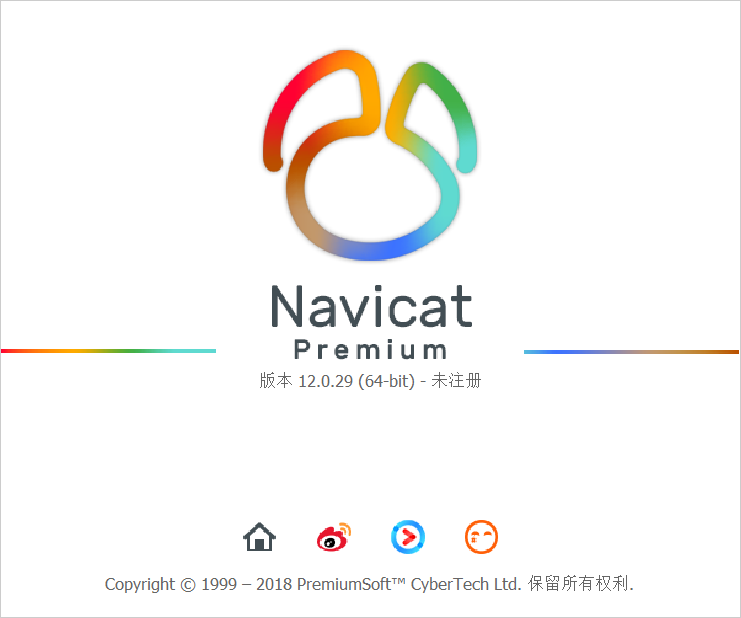 Navicat
Premium
版本 12.0.29 (64-bit) - 未注册
Copyright © 1999 – 2018 PremiumSoft™ CyberTech Ltd. 保留所有权利.